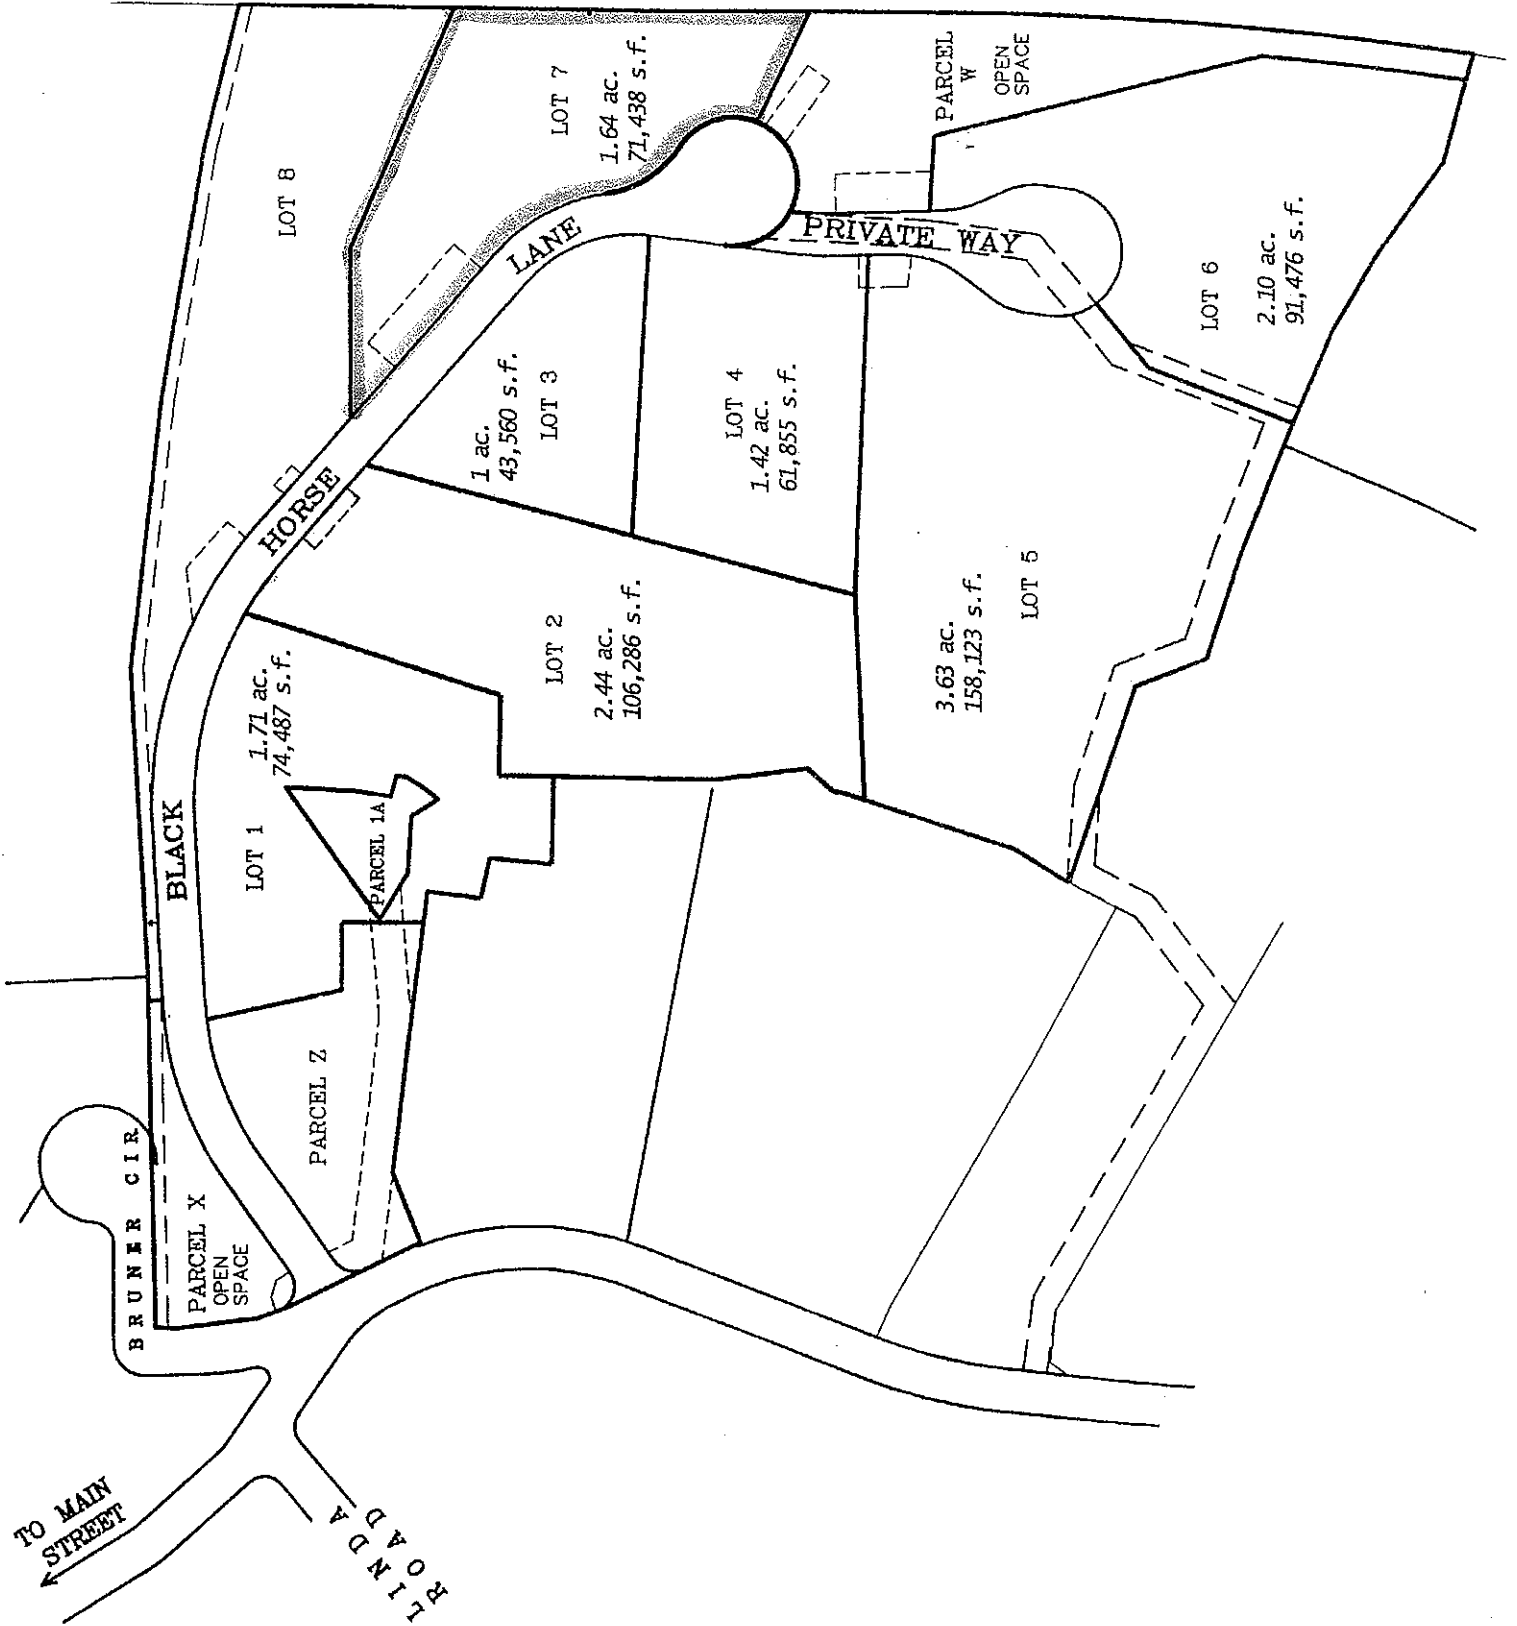 LOT 8
LOT 7
1.64 ac.
71,438 s.f.
PARCEL
W
OPEN
SPACE
BLACK
HORSE
LANE
PRIVATE WAY
LOT 6
2.10 ac.
91,476 s.f.
1 ac.
43,560 s.f.
LOT 3
LOT 4
1.42 ac.
61,855 s.f.
LOT 2
2.44 ac.
106,286 s.f.
3.63 ac.
158,123 s.f.
LOT 5
LOT 1
1.71 ac.
74,487 s.f.
PARCEL 1A
PARCEL Z
BRUNER CIR
PARCEL X
OPEN
SPACE
TO MAIN
STREET
LINDA
ROAD